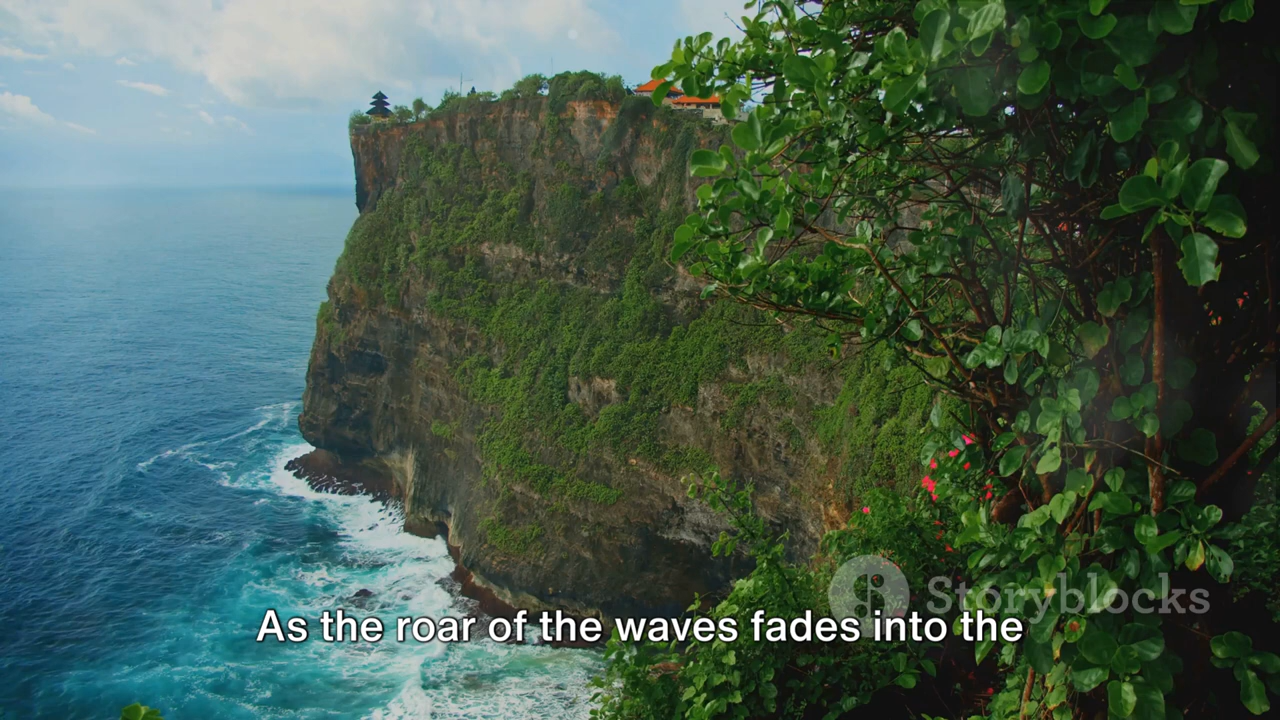 Storyblocks
As the roar of the waves fades into the